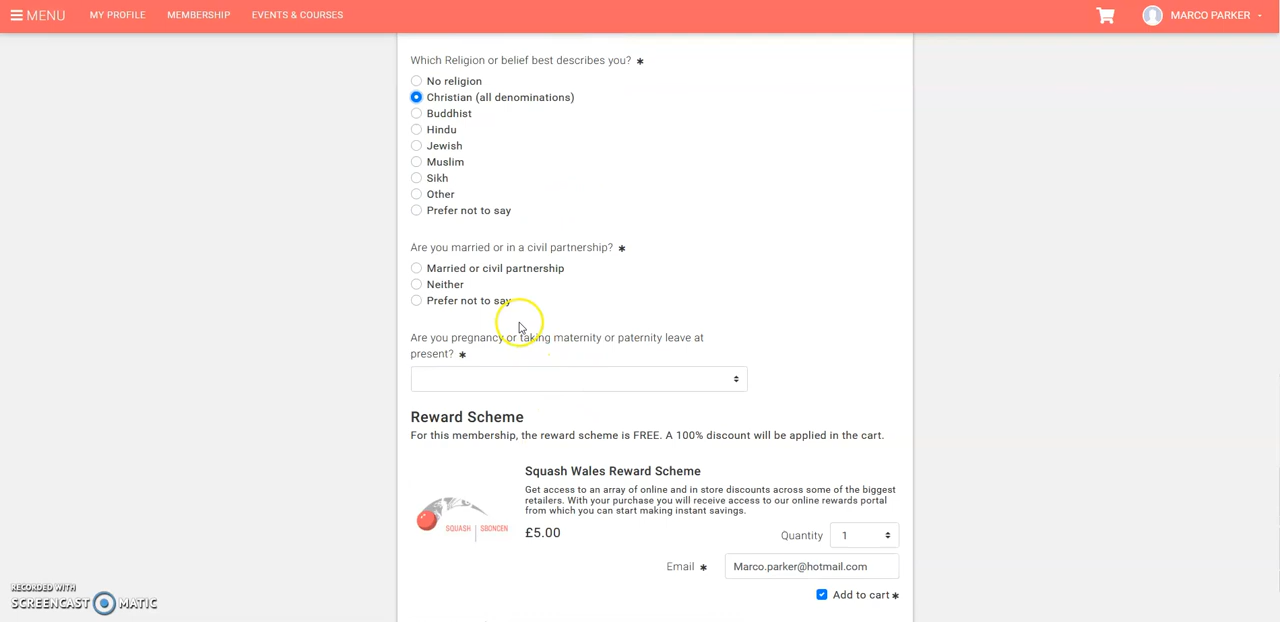 MENU MY PROFILE MEMBERSHIP EVENTS & COURSES MARCO PARKER
Which Religion or belief best describes you? *
No religion
Christian (all denominations)
Buddhist
Hindu
Jewish
Muslim
Sikh
Other
Prefer not to say
Are you married or in a civil partnership? *
Married or civil partnership
Neither
Prefer not to say
Are you pregnancy or taking maternity or paternity leave at
present? *
Reward Scheme
For this membership, the reward scheme is FREE. A 100% discount will be applied in the cart.
Squash Wales Reward Scheme
Get access to an array of online and in store discounts across some of the biggest
retailers. With your purchase you will receive access to our online rewards portal
from which you can start making instant savings.
SQUASH | SBONCEN
£5.00
Quantity 1
Email * Marco.parker@hotmail.com
Add to cart *
RECORDED WITH
SCREENCAST MATIC